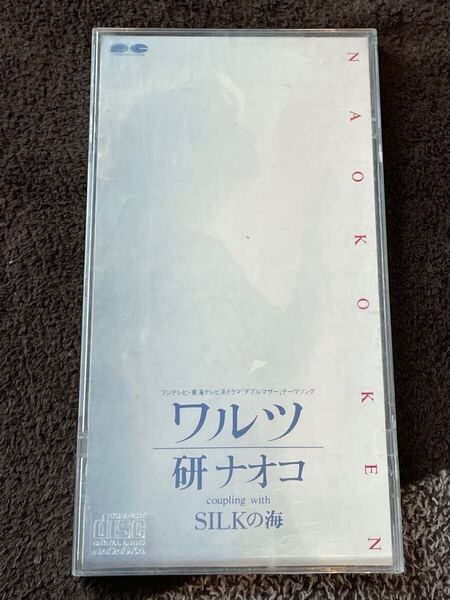 NAOKO KEN
フジテレビ・東海テレビ系ドラマ「ダブルマザー」テーマソング
ワルツ
研ナオコ
coupling with
SILKの海
COMPACT
disc
DIGITAL AUDIO